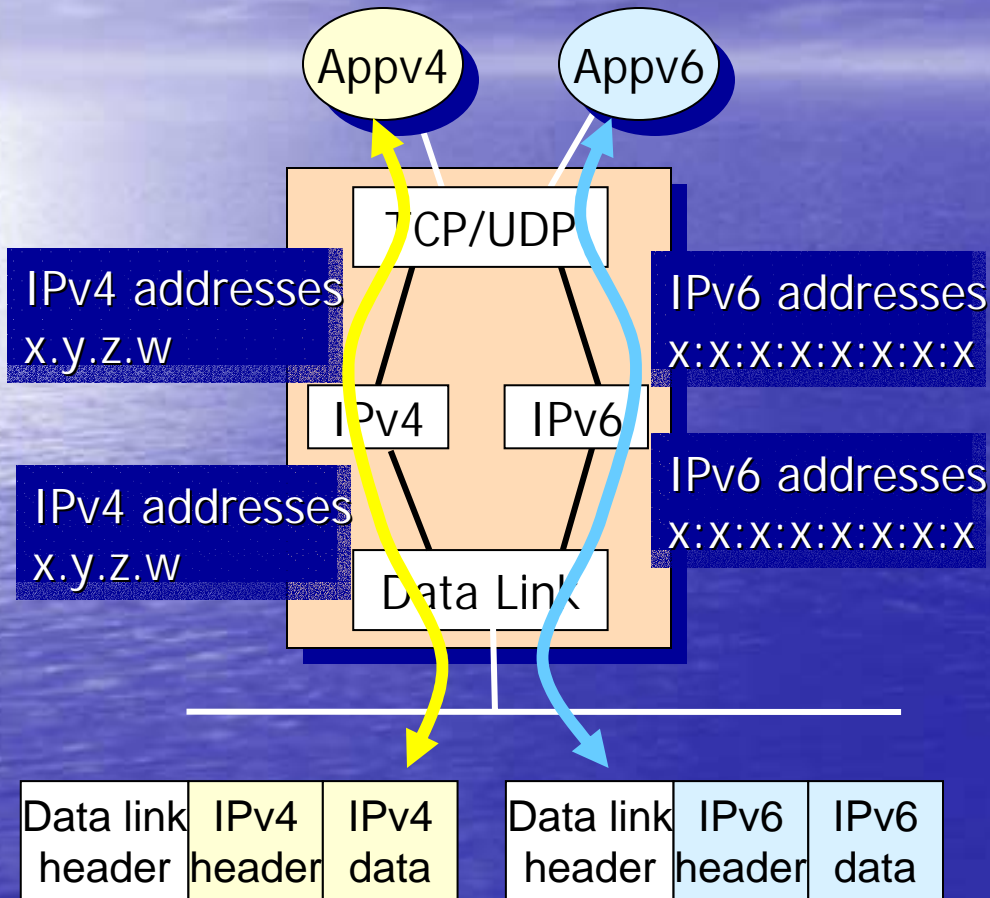 Appv4
Appv6
TCP/UDP
IPv4 addresses
x.y.z.w
IPv6 addresses
x:x:x:x:x:x:x:x
IPv4
IPv6
IPv4 addresses
x.y.z.w
IPv6 addresses
x:x:x:x:x:x:x:x
Data Link
Data link
header
IPv4
header
IPv4
data
Data link
header
IPv6
header
IPv6
data